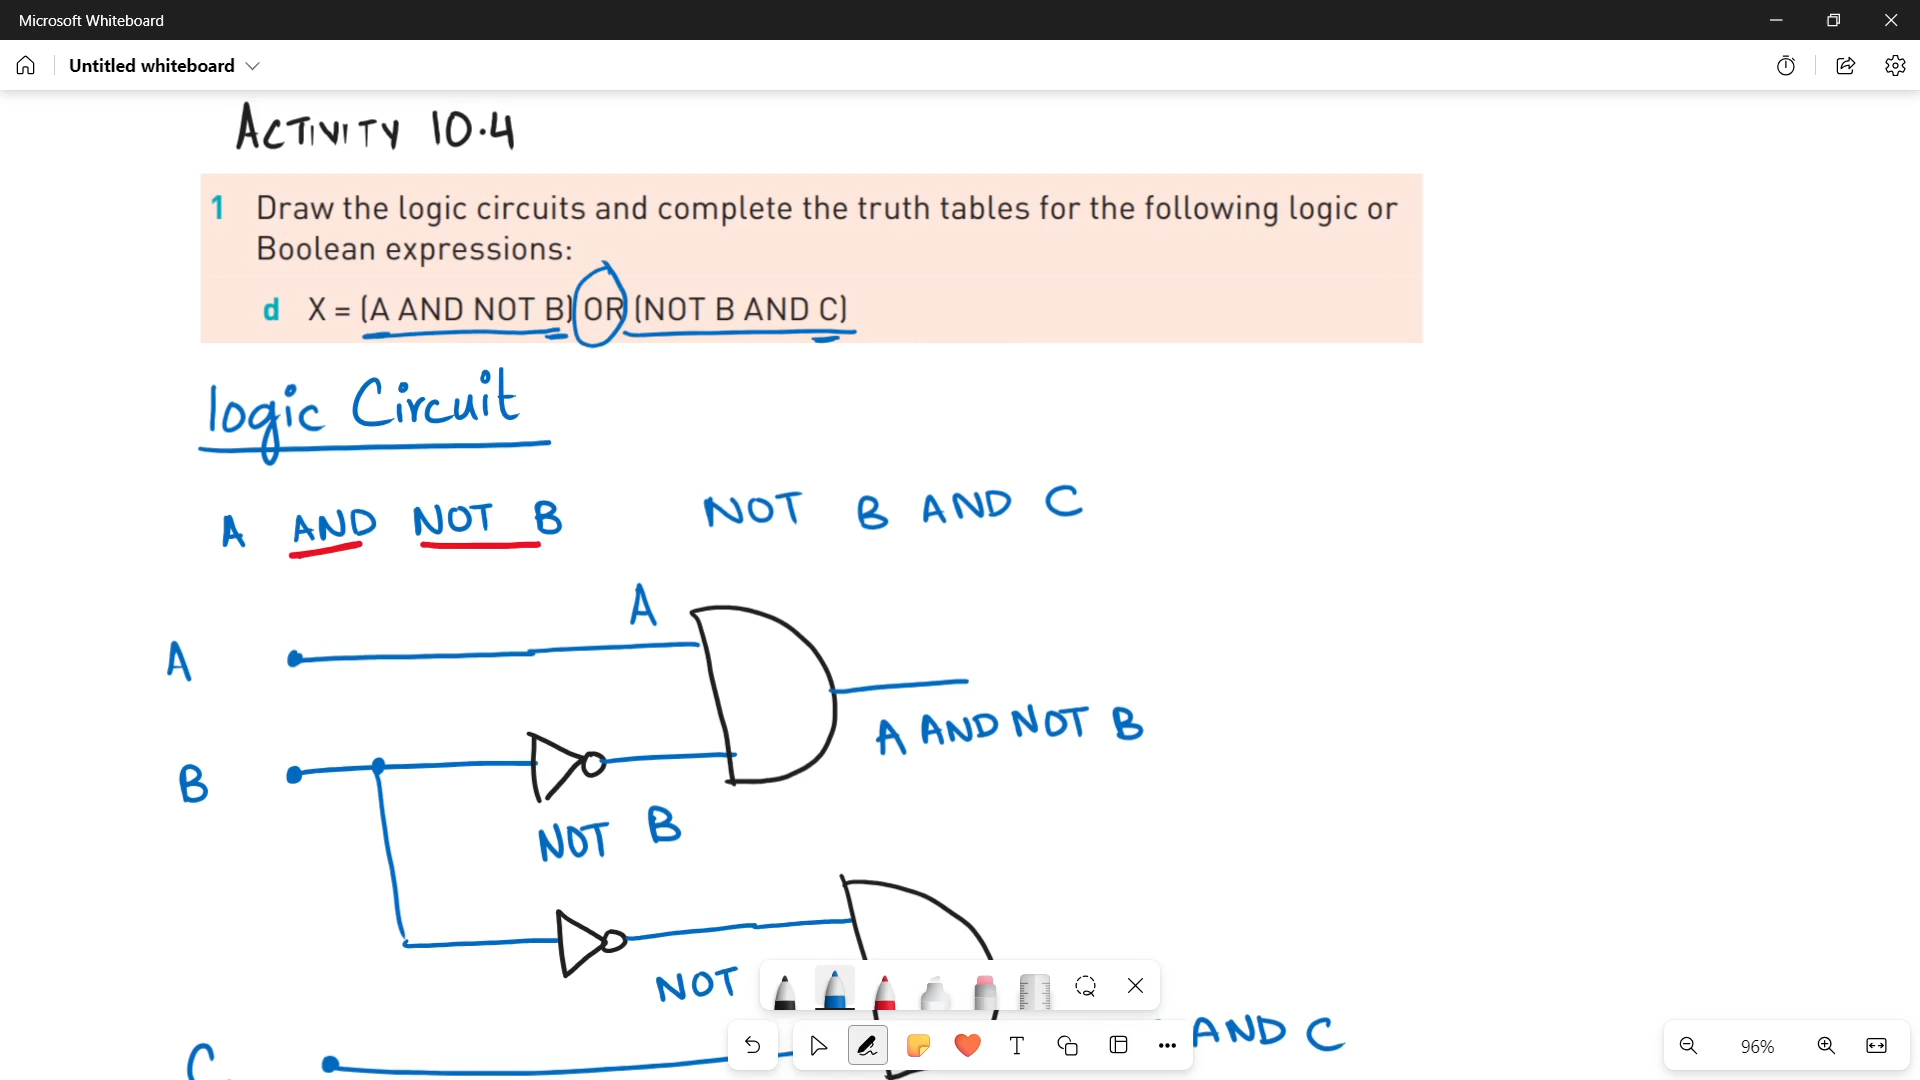 Microsoft Whiteboard
Untitled whiteboard
ACTIVITY 10.4
1 Draw the logic circuits and complete the truth tables for the following logic or
Boolean expressions:
d X = (A AND NOT B) OR (NOT B AND C)
logic Circuit
A AND NOT B NOT B AND C
A
A
A AND NOT B
B
NOT B
NOT
AND C
C
96%